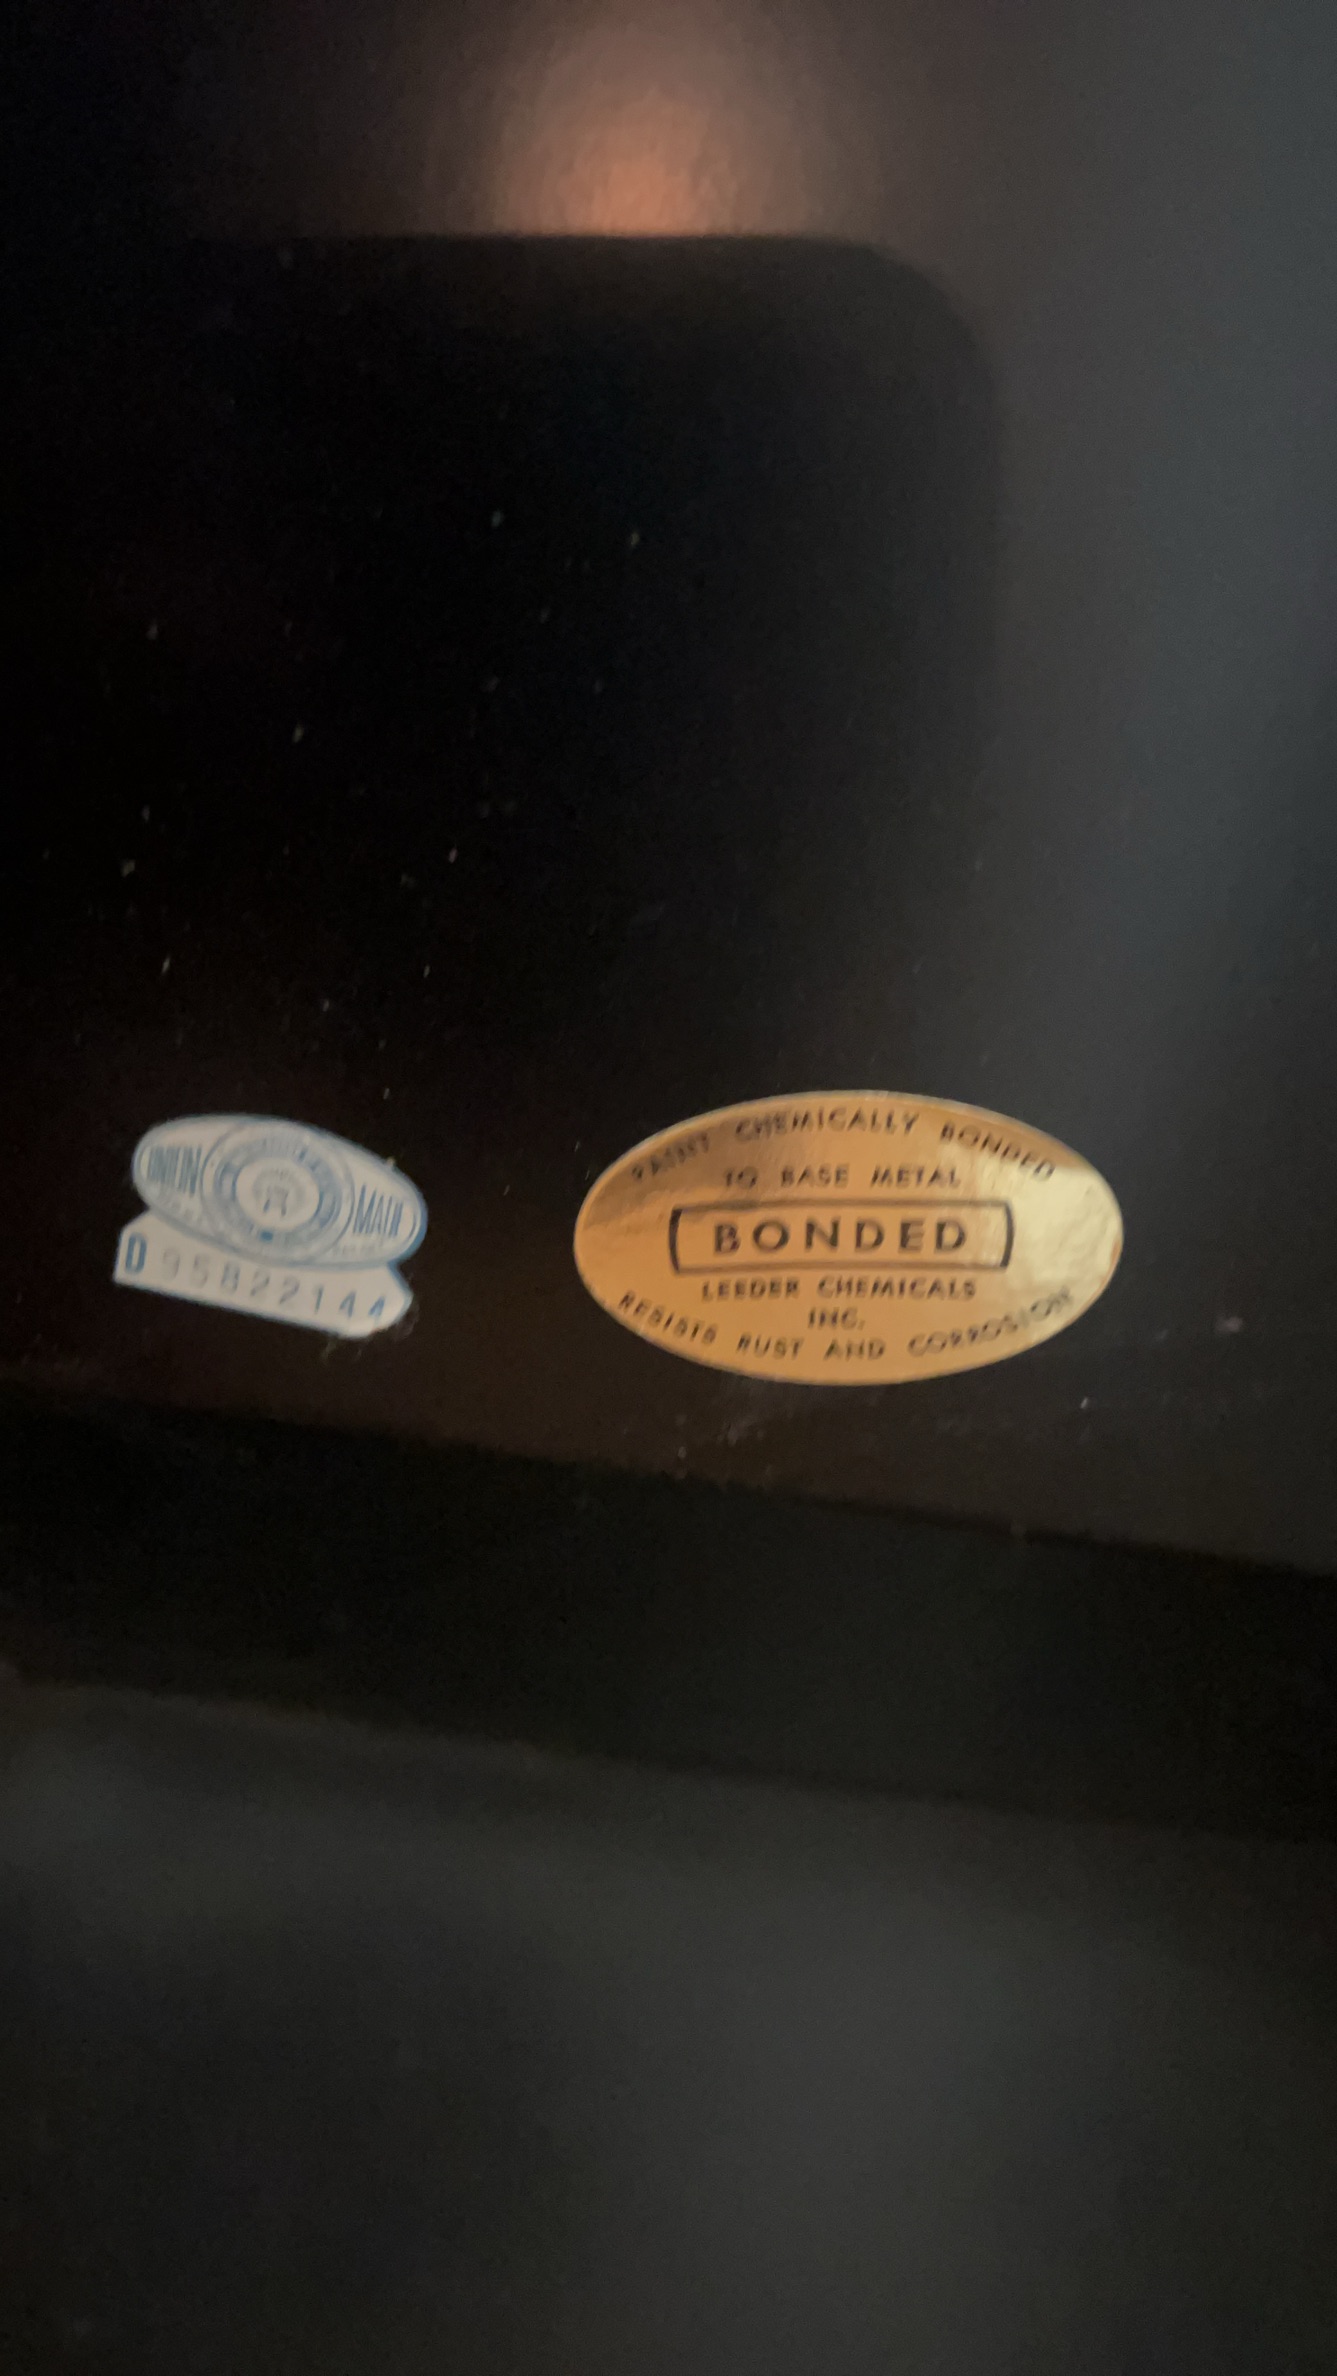 UNION MADE
D 95822144
PAINT CHEMICALLY BONDED
TO BASE METAL
BONDED
LEEDER CHEMICALS
INC.
RESISTS RUST AND CORROSION